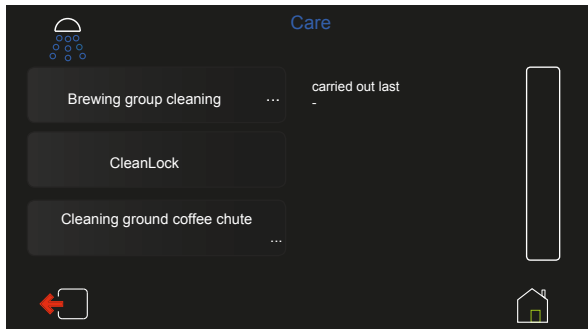 Care
Brewing group cleaning ...
carried out last
-
CleanLock
Cleaning ground coffee chute
...